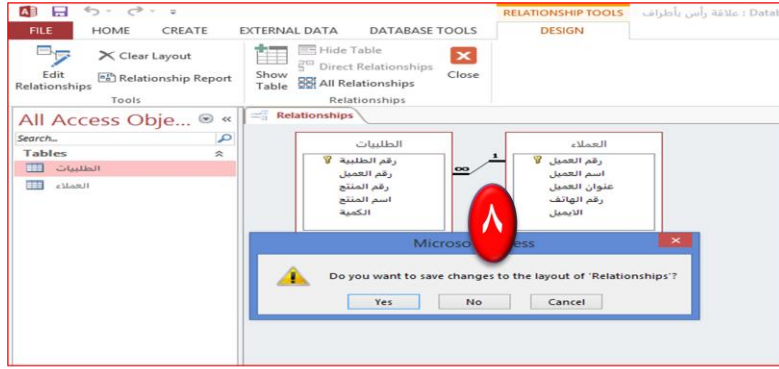 RELATIONSHIP TOOLS علاقة رأس بأطراف : Datal
FILE HOME CREATE EXTERNAL DATA DATABASE TOOLS DESIGN
Edit Relationships
Clear Layout
Relationship Report
Tools
Show Table
Hide Table
Direct Relationships
All Relationships
Close
Relationships
All Access Obje...
Search...
Tables
الطلبيات
العملاء
Relationships
الطلبيات
رقم الطلبية
رقم العميل
رقم المنتج
اسم المنتج
الكمية
∞ 1
العملاء
رقم العميل
اسم العميل
عنوان العميل
رقم الهاتف
الايميل
٨
Do you want to save changes to the layout of 'Relationships'?
Yes No Cancel